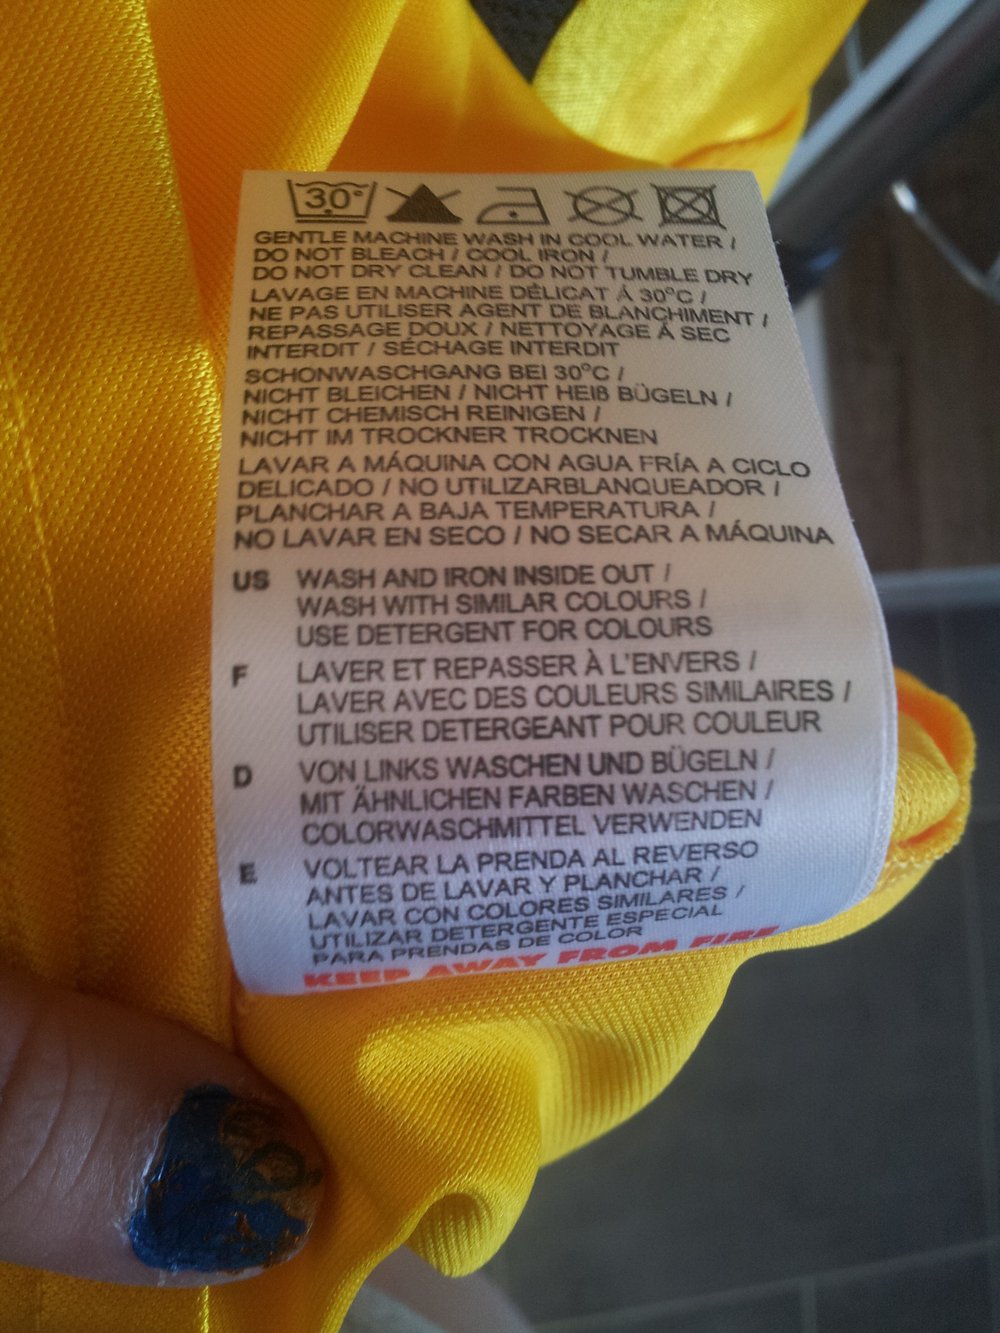 30°
GENTLE MACHINE WASH IN COOL WATER /
DO NOT BLEACH / COOL IRON /
DO NOT DRY CLEAN / DO NOT TUMBLE DRY
LAVAGE EN MACHINE DÉLICAT Á 30°C /
NE PAS UTILISER AGENT DE BLANCHIMENT /
REPASSAGE DOUX / NETTOYAGE Á SEC
INTERDIT / SÉCHAGE INTERDIT
SCHONWASCHGANG BEI 30°C /
NICHT BLEICHEN / NICHT HEIß BÜGELN /
NICHT CHEMISCH REINIGEN /
NICHT IM TROCKNER TROCKNEN
LAVAR A MÁQUINA CON AGUA FRÍA A CICLO
DELICADO / NO UTILIZARBLANQUEADOR /
PLANCHAR A BAJA TEMPERATURA /
NO LAVAR EN SECO / NO SECAR A MÁQUINA
US WASH AND IRON INSIDE OUT /
WASH WITH SIMILAR COLOURS /
USE DETERGENT FOR COLOURS
F LAVER ET REPASSER À L'ENVERS /
LAVER AVEC DES COULEURS SIMILAIRES /
UTILISER DETERGEANT POUR COULEUR
D VON LINKS WASCHEN UND BÜGELN /
MIT ÄHNLICHEN FARBEN WASCHEN /
COLORWASCHMITTEL VERWENDEN
E VOLTEAR LA PRENDA AL REVERSO
ANTES DE LAVAR Y PLANCHAR /
LAVAR CON COLORES SIMILARES /
UTILIZAR DETERGENTE ESPECIAL
PARA PRENDAS DE COLOR
KEEP AWAY FROM FIRE